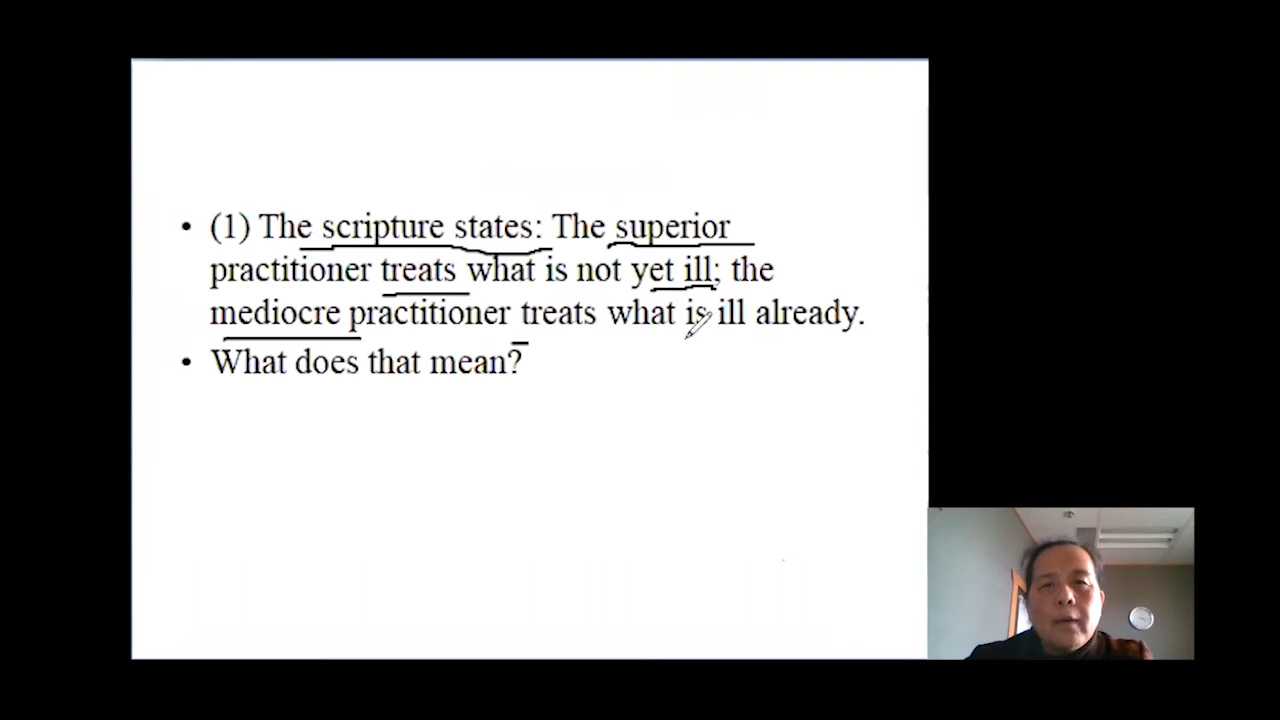 • (1) The scripture states: The superior
practitioner treats what is not yet ill; the
mediocre practitioner treats what is ill already.
• What does that mean?